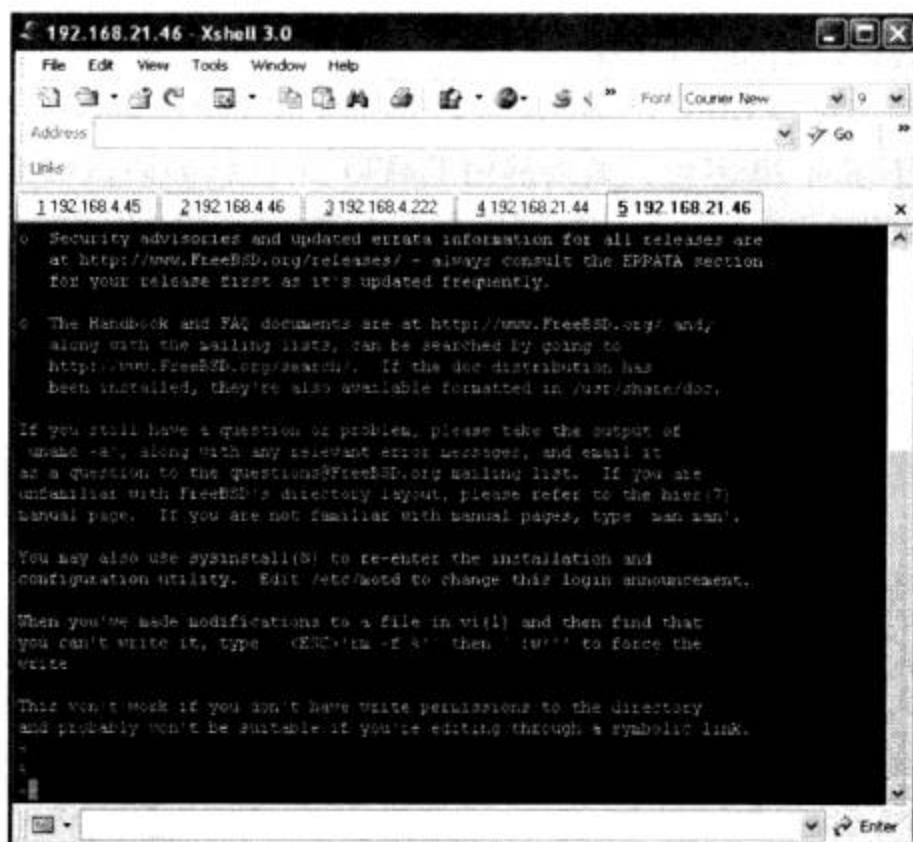 192.168.21.46 - Xshell 3.0
File Edit View Tools Window Help
Font Courier New 9
Address Go
Links
1 192.168.4.45 2 192.168.4.46 3 192.168.4.222 4 192.168.21.44 5 192.168.21.46
o Security advisories and updated errata information for all releases are
at http://www.FreeBSD.org/releases/ - always consult the ERRATA section
for your release first as it's updated frequently.
o The Handbook and FAQ documents are at http://www.FreeBSD.org/ and,
along with the mailing lists, can be searched by going to
http://www.FreeBSD.org/search/. If the doc distribution has
been installed, they're also available formatted in /usr/share/doc.
If you still have a question or problem, please take the output of
`uname -a', along with any relevant error messages, and email it
as a question to the questions@FreeBSD.org mailing list. If you are
unfamiliar with FreeBSD's directory layout, please refer to the hier(7)
manual page. If you are not familiar with manual pages, type `man man'.
You may also use sysinstall(8) to re-enter the installation and
configuration utility. Edit /etc/motd to change this login announcement.
When you've made modifications to a file in vi(1) and then find that
you can't write it, type ``<ESC>!rm -f %'' then ``:w!'' to force the
write
This won't work if you don't have write permissions to the directory
and probably won't be suitable if you're editing through a symbolic link.
Enter